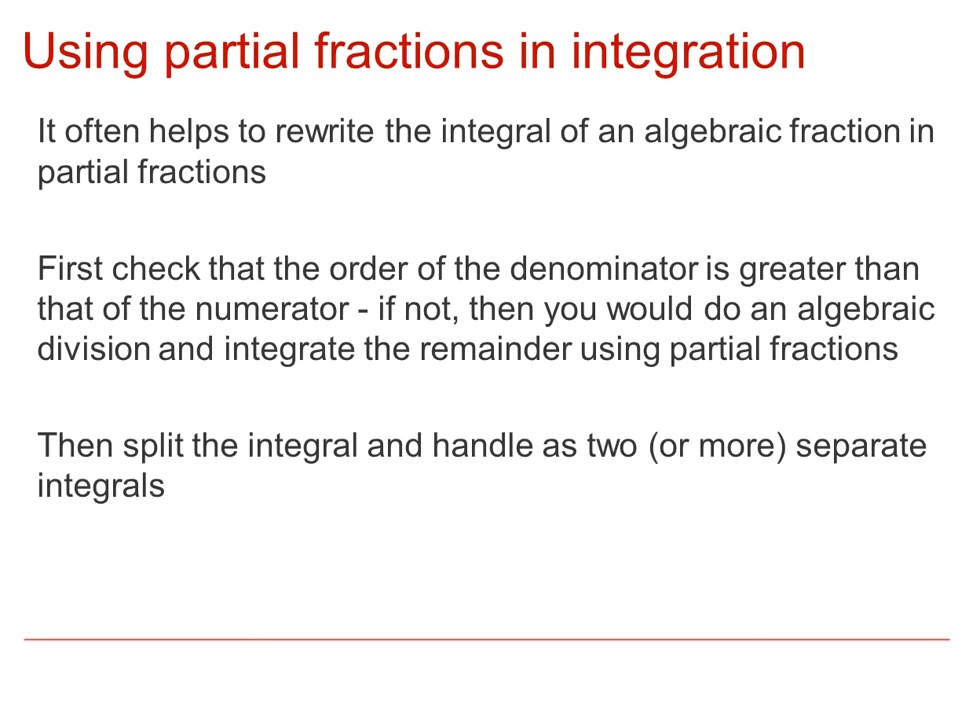 Using partial fractions in integration
It often helps to rewrite the integral of an algebraic fraction in
partial fractions
First check that the order of the denominator is greater than
that of the numerator - if not, then you would do an algebraic
division and integrate the remainder using partial fractions
Then split the integral and handle as two (or more) separate
integrals